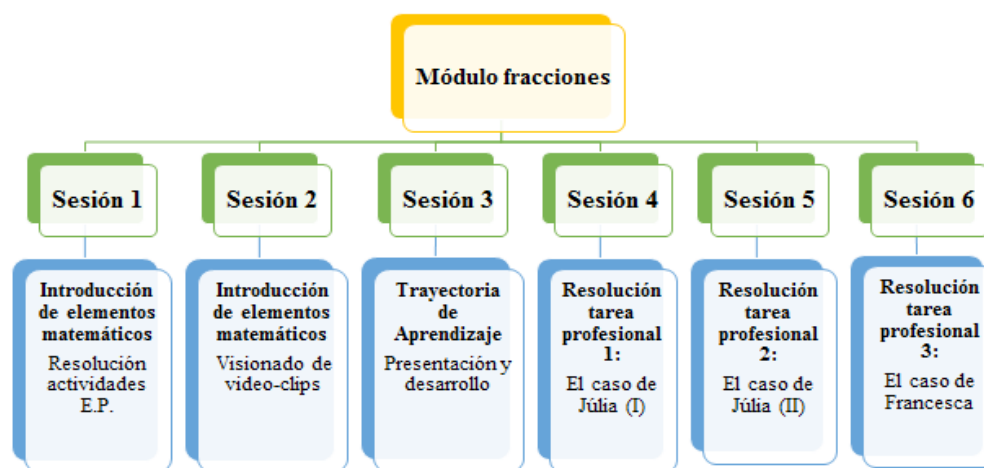 Módulo fracciones
Sesión 1
Sesión 2
Sesión 3
Sesión 4
Sesión 5
Sesión 6
Introducción
de elementos
matemáticos
Resolución
actividades
E.P.
Introducción
de elementos
matemáticos
Visionado de
video-clips
Trayectoria
de
Aprendizaje
Presentación y
desarrollo
Resolución
tarea
profesional
1:
El caso de
Júlia (I)
Resolución
tarea
profesional
2:
El caso de
Júlia (II)
Resolución
tarea
profesional
3:
El caso de
Francesca